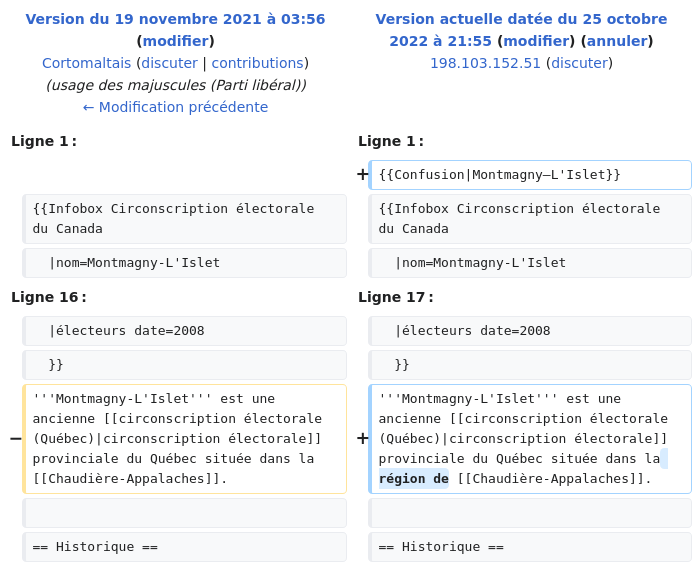 Version du 19 novembre 2021 à 03:56
(modifier)
Cortomaltais (discuter | contributions)
(usage des majuscules (Parti libéral))
← Modification précédente
Version actuelle datée du 25 octobre
2022 à 21:55 (modifier) (annuler)
198.103.152.51 (discuter)
Ligne 1 :
Ligne 1 :
+
{{Confusion|Montmagny—L'Islet}}
{{Infobox Circonscription électorale
du Canada
{{Infobox Circonscription électorale
du Canada
|nom=Montmagny-L'Islet
|nom=Montmagny-L'Islet
Ligne 16 :
Ligne 17 :
|électeurs date=2008
|électeurs date=2008
}}
}}
−
'''Montmagny-L'Islet''' est une
ancienne [[circonscription électorale
(Québec)|circonscription électorale]]
provinciale du Québec située dans la
[[Chaudière-Appalaches]].
+
'''Montmagny-L'Islet''' est une
ancienne [[circonscription électorale
(Québec)|circonscription électorale]]
provinciale du Québec située dans la
région de [[Chaudière-Appalaches]].
== Historique ==
== Historique ==